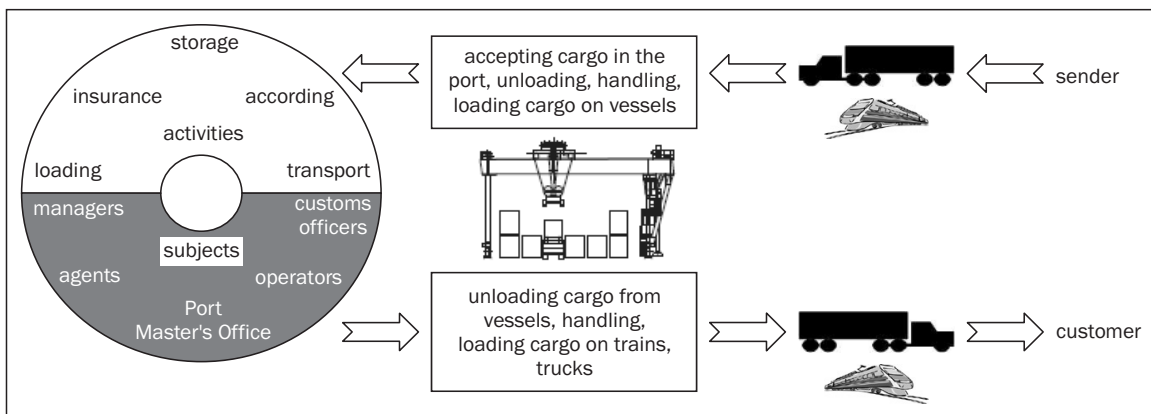 storage
insurance
according
activities
loading
transport
managers
customs
officers
subjects
agents
operators
Port
Master's Office
accepting cargo in the
port, unloading, handling,
loading cargo on vessels
sender
unloading cargo from
vessels, handling,
loading cargo on trains,
trucks
customer